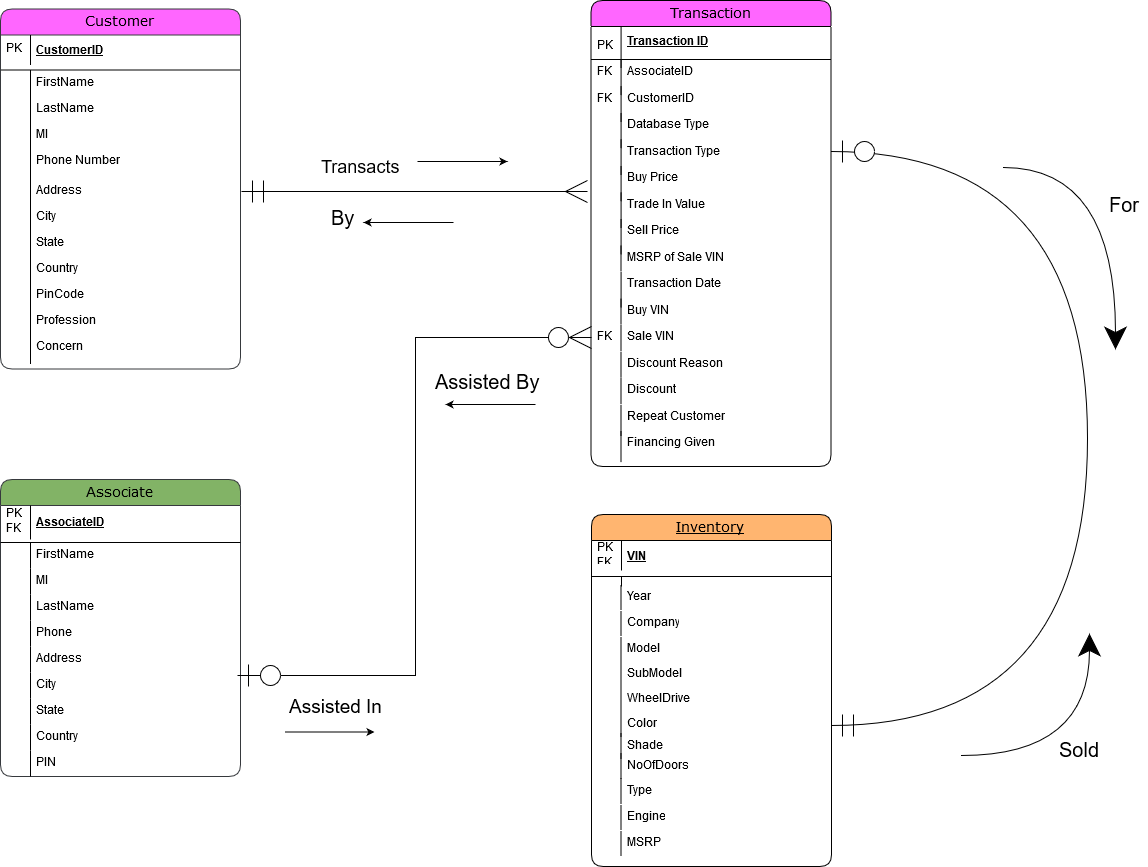 Customer
PK CustomerID
FirstName
LastName
MI
Phone Number
Address
City
State
Country
PinCode
Profession
Concern
Transacts
By
Transaction
PK Transaction ID
FK AssociateID
FK CustomerID
Database Type
Transaction Type
Buy Price
Trade In Value
Sell Price
MSRP of Sale VIN
Transaction Date
Buy VIN
FK Sale VIN
Discount Reason
Discount
Repeat Customer
Financing Given
For
Assisted By
Associate
PK
FK AssociateID
FirstName
MI
LastName
Phone
Address
City
State
Country
PIN
Assisted In
Inventory
PK
FK VIN
Year
Company
Model
SubModel
WheelDrive
Color
Shade
NoOfDoors
Type
Engine
MSRP
Sold